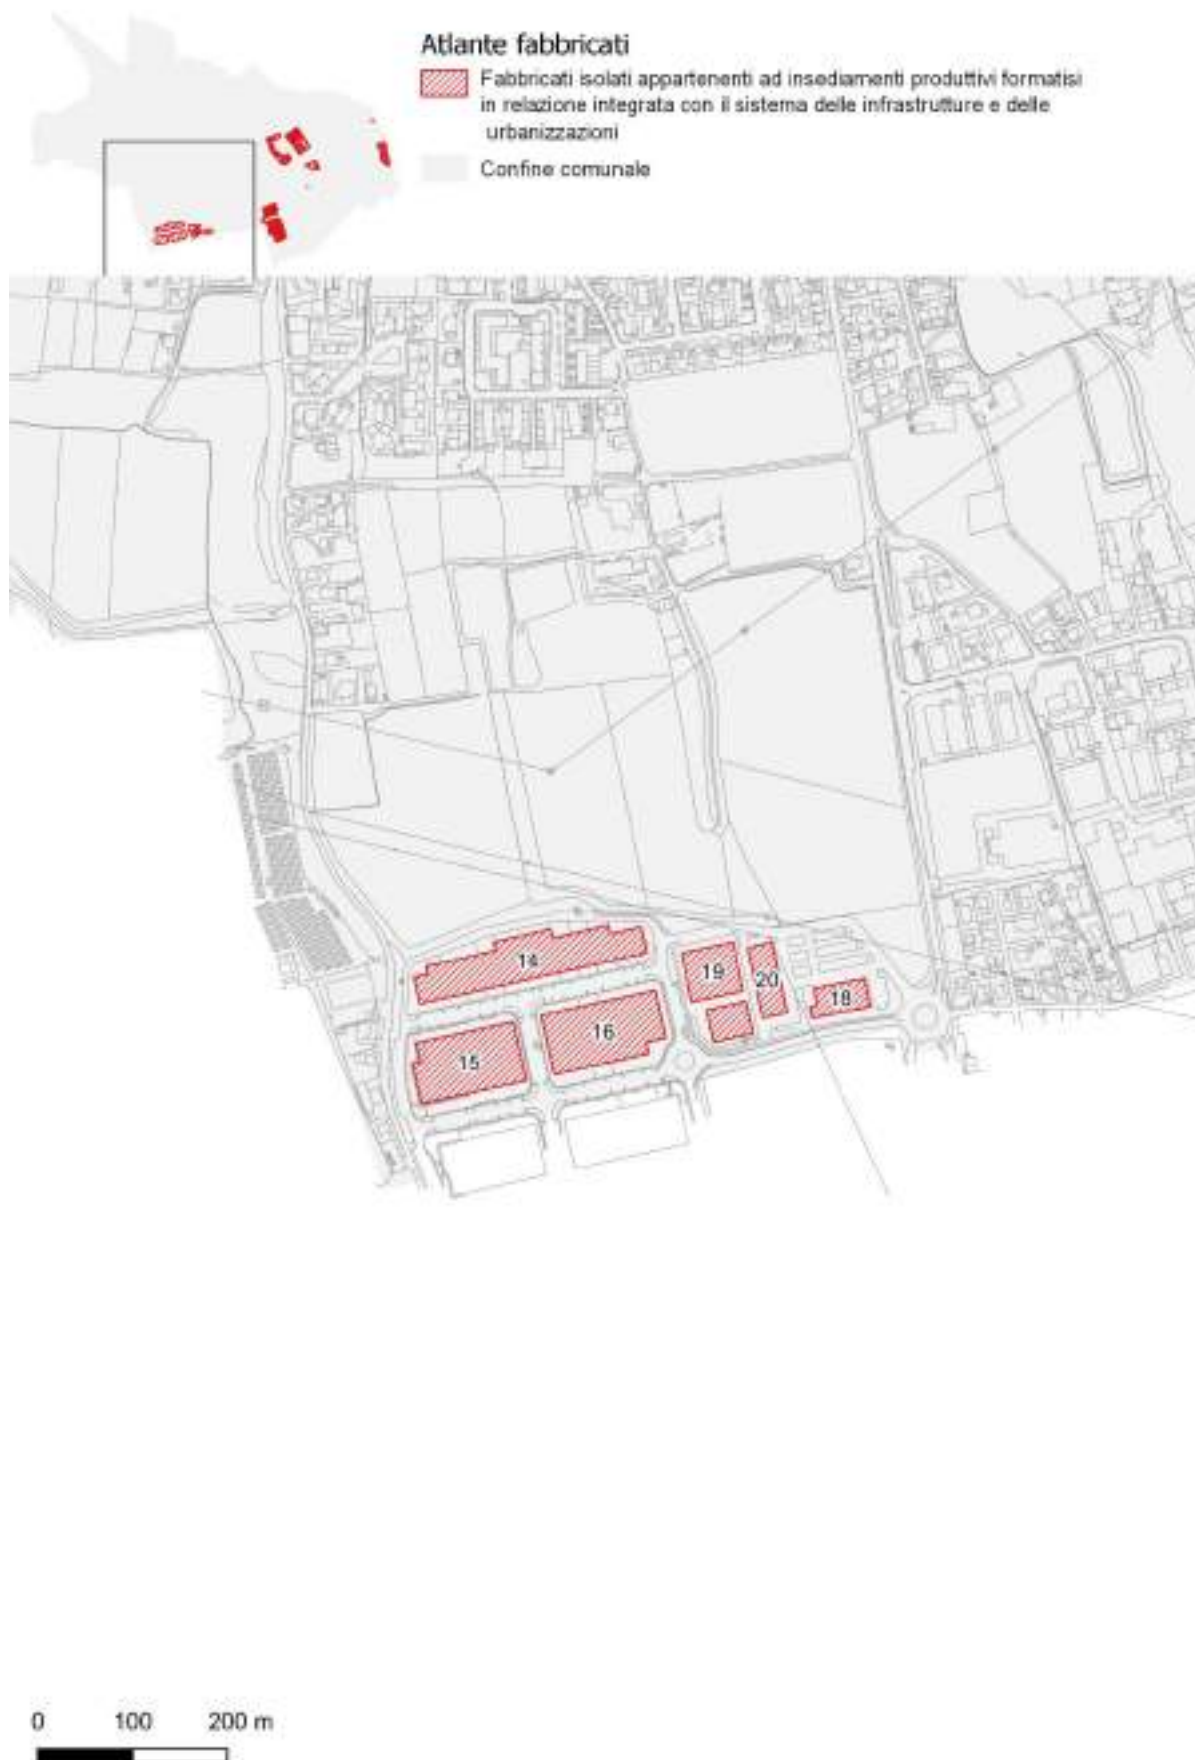 Atlante fabbricati
Fabbricati isolati appartenenti ad insediamenti produttivi formatisi
in relazione integrata con il sistema delle infrastrutture e delle
urbanizzazioni
Confine comunale
14
19
20
18
16
15
0 100 200 m